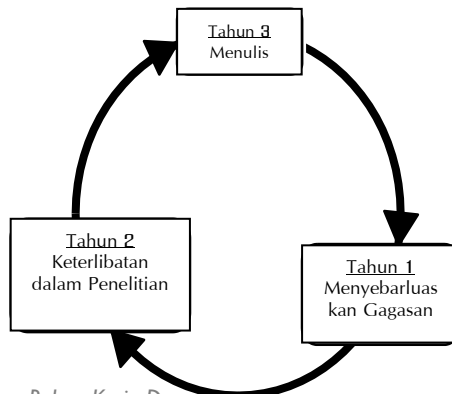 Tahun 3
Menulis
Tahun 2
Keterlibatan
dalam Penelitian
Tahun 1
Menyebarluas
kan Gagasan